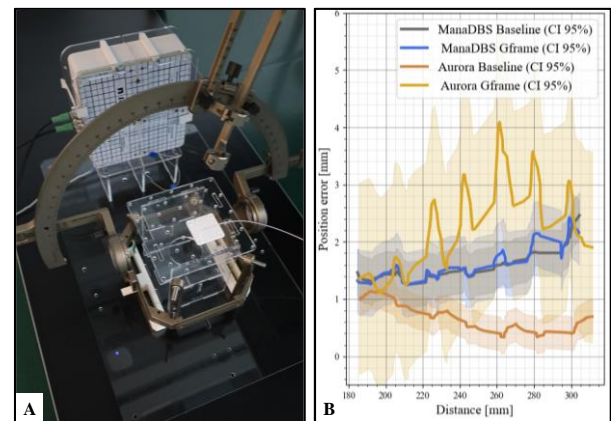 A
B
ManaDBS Baseline (CI 95%)
ManaDBS Gframe (CI 95%)
Aurora Baseline (CI 95%)
Aurora Gframe (CI 95%)
Position error [mm]
6
5
4
3
2
1
0
180
200
220
240
260
280
300
Distance [mm]